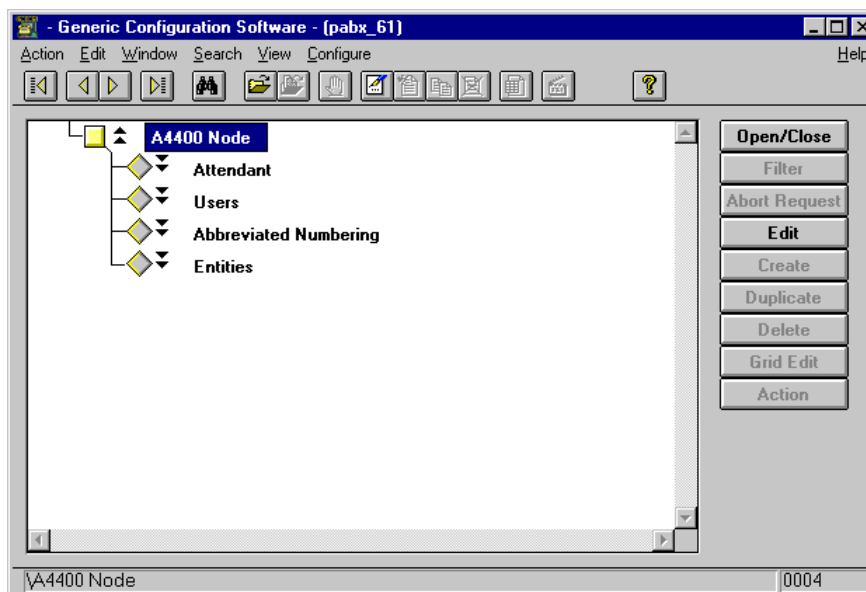 - Generic Configuration Software - (pabx_61)
Action Edit Window Search View Configure Help
?
A4400 Node
Attendant
Users
Abbreviated Numbering
Entities
Open/Close
Filter
Abort Request
Edit
Create
Duplicate
Delete
Grid Edit
Action
\A4400 Node 0004